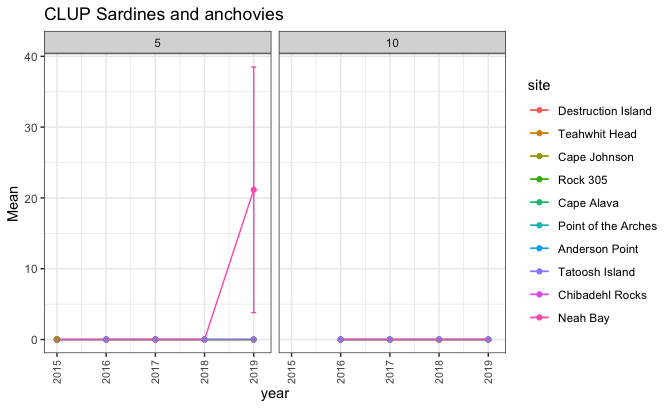 CLUP Sardines and anchovies
5 10
40
30
20
10
0
Mean
2015 2016 2017 2018 2019 2015 2016 2017 2018 2019
year
site
Destruction Island
Teahwhit Head
Cape Johnson
Rock 305
Cape Alava
Point of the Arches
Anderson Point
Tatoosh Island
Chibadehl Rocks
Neah Bay